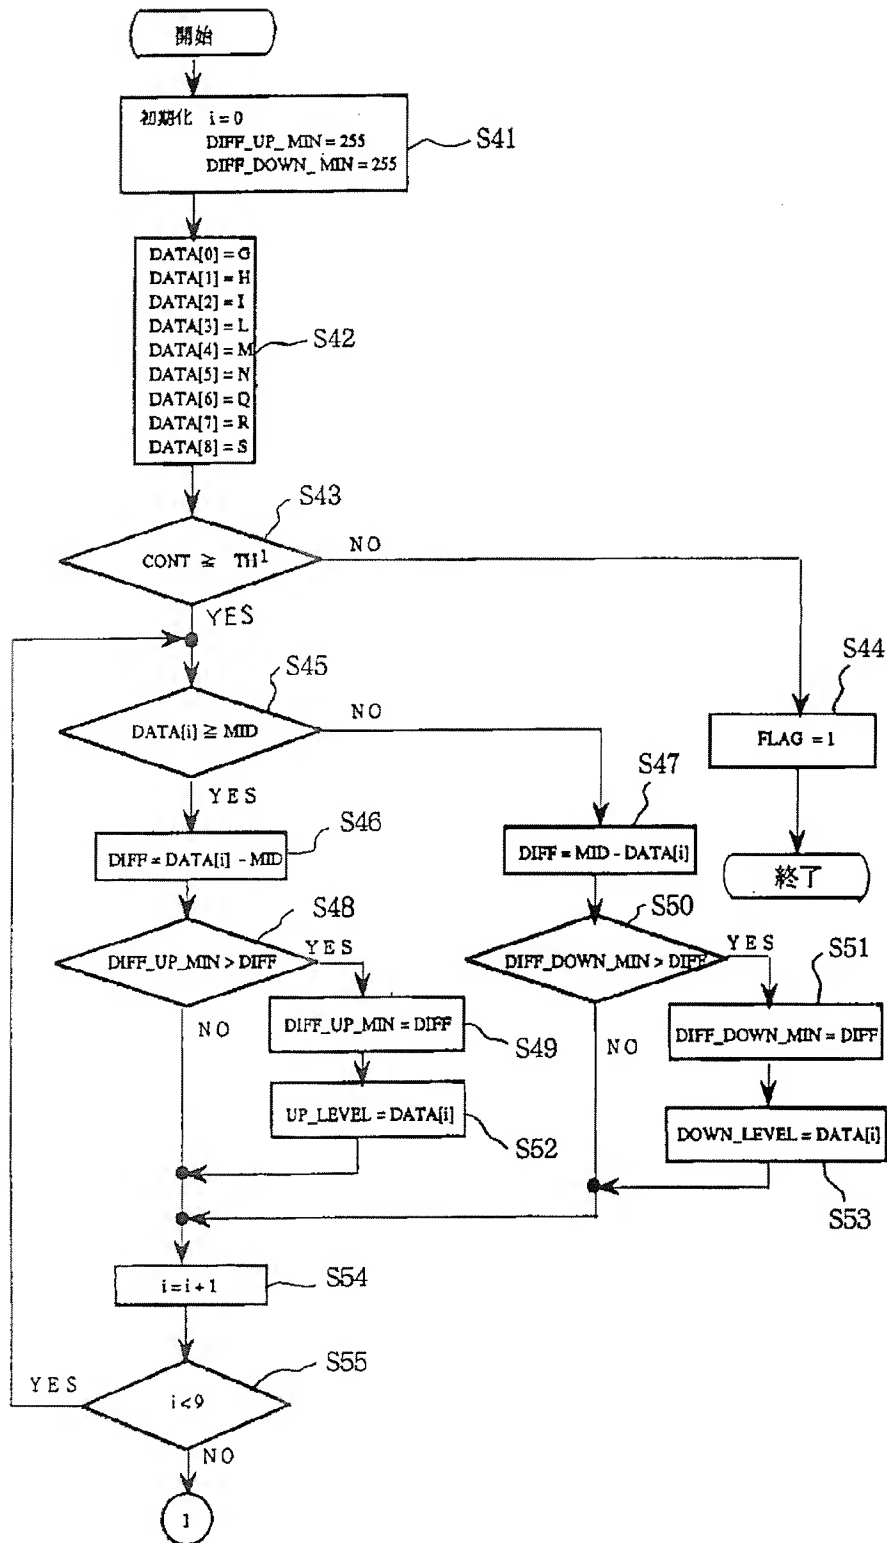 開始
初期化 i=0
DIFF_UP_MIN=255
DIFF_DOWN_MIN=255
S41
DATA[0]=G
DATA[1]=H
DATA[2]=I
DATA[3]=L
DATA[4]=M
DATA[5]=N
DATA[6]=Q
DATA[7]=R
DATA[8]=S
S42
S43
CONT ≧ TH1
NO
YES
S45
DATA[i]≧MID
NO
YES
S44
FLAG=1
終了
S46
DIFF=DATA[i]-MID
S47
DIFF=MID-DATA[i]
S48
DIFF_UP_MIN>DIFF
YES
NO
S50
DIFF_DOWN_MIN>DIFF
YES
NO
DIFF_UP_MIN=DIFF
S49
S51
DIFF_DOWN_MIN=DIFF
UP_LEVEL=DATA[i]
S52
DOWN_LEVEL=DATA[i]
S53
i=i+1
S54
S55
i<9
YES
NO
1